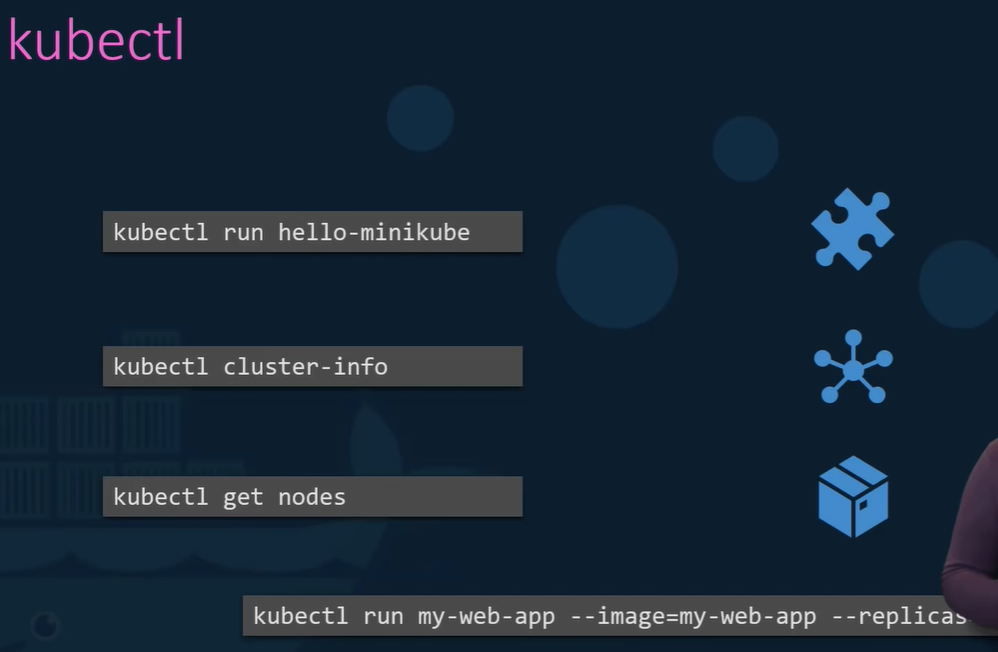 kubectl
kubectl run hello-minikube
kubectl cluster-info
kubectl get nodes
kubectl run my-web-app --image=my-web-app --replicas